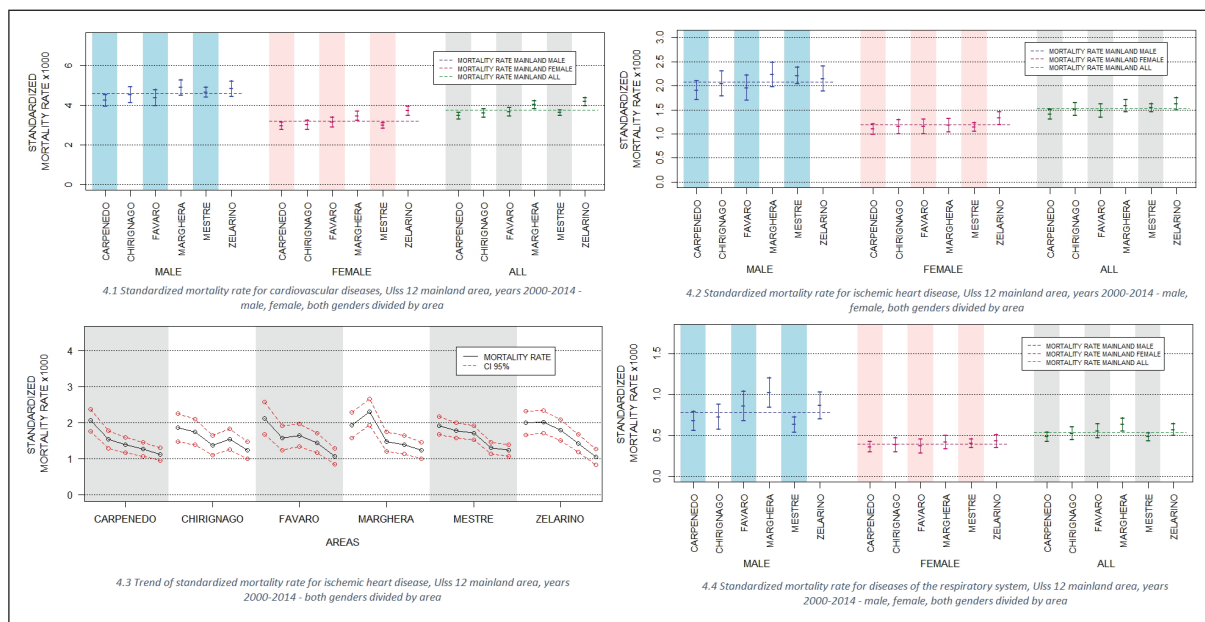 STANDARDIZED
MORTALITY RATE x1000
6
4
2
0
MORTALITY RATE MAINLAND MALE
MORTALITY RATE MAINLAND FEMALE
MORTALITY RATE MAINLAND ALL
CARPENEDO
CHIRIGNAGO
FAVARO
MARGHERA
MESTRE
ZELARINO
CARPENEDO
CHIRIGNAGO
FAVARO
MARGHERA
MESTRE
ZELARINO
CARPENEDO
CHIRIGNAGO
FAVARO
MARGHERA
MESTRE
ZELARINO
MALE
FEMALE
ALL
4.1 Standardized mortality rate for cardiovascular diseases, Ulss 12 mainland area, years 2000-2014 -
male, female, both genders divided by area
STANDARDIZED
MORTALITY RATE x1000
3.0
2.5
2.0
1.5
1.0
0.5
0.0
MORTALITY RATE MAINLAND MALE
MORTALITY RATE MAINLAND FEMALE
MORTALITY RATE MAINLAND ALL
CARPENEDO
CHIRIGNAGO
FAVARO
MARGHERA
MESTRE
ZELARINO
CARPENEDO
CHIRIGNAGO
FAVARO
MARGHERA
MESTRE
ZELARINO
CARPENEDO
CHIRIGNAGO
FAVARO
MARGHERA
MESTRE
ZELARINO
MALE
FEMALE
ALL
4.2 Standardized mortality rate for ischemic heart disease, Ulss 12 mainland area, years 2000-2014 - male,
female, both genders divided by area
STANDARDIZED
MORTALITY RATE x1000
4
3
2
1
0
MORTALITY RATE
CI 95%
CARPENEDO
CHIRIGNAGO
FAVARO
MARGHERA
MESTRE
ZELARINO
AREAS
4.3 Trend of standardized mortality rate for ischemic heart disease, Ulss 12 mainland area, years
2000-2014 - both genders divided by area
STANDARDIZED
MORTALITY RATE x1000
1.5
1.0
0.5
0.0
MORTALITY RATE MAINLAND MALE
MORTALITY RATE MAINLAND FEMALE
MORTALITY RATE MAINLAND ALL
CARPENEDO
CHIRIGNAGO
FAVARO
MARGHERA
MESTRE
ZELARINO
CARPENEDO
CHIRIGNAGO
FAVARO
MARGHERA
MESTRE
ZELARINO
CARPENEDO
CHIRIGNAGO
FAVARO
MARGHERA
MESTRE
ZELARINO
MALE
FEMALE
ALL
4.4 Standardized mortality rate for diseases of the respiratory system, Ulss 12 mainland area, years
2000-2014 - male, female, both genders divided by area